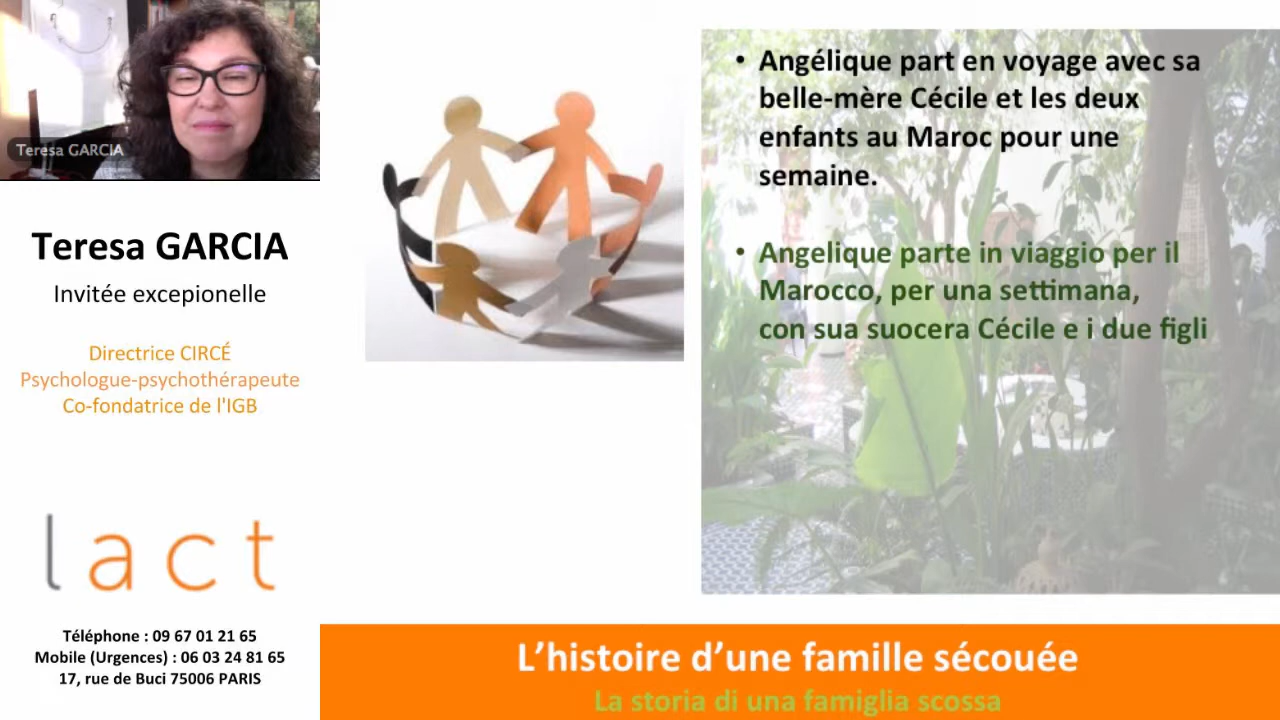 Teresa GARCIA
Teresa GARCIA
Invitée excepionelle
Directrice CIRCÉ
Psychologue-psychothérapeute
Co-fondatrice de l'IGB
lact
Téléphone : 09 67 01 21 65
Mobile (Urgences) : 06 03 24 81 65
17, rue de Buci 75006 PARIS
• Angélique part en voyage avec sa
belle-mère Cécile et les deux
enfants au Maroc pour une
semaine.
• Angelique parte in viaggio per il
Marocco, per una settimana,
con sua suocera Cécile e i due figli
L'histoire d'une famille sécouée
La storia di una famiglia scossa